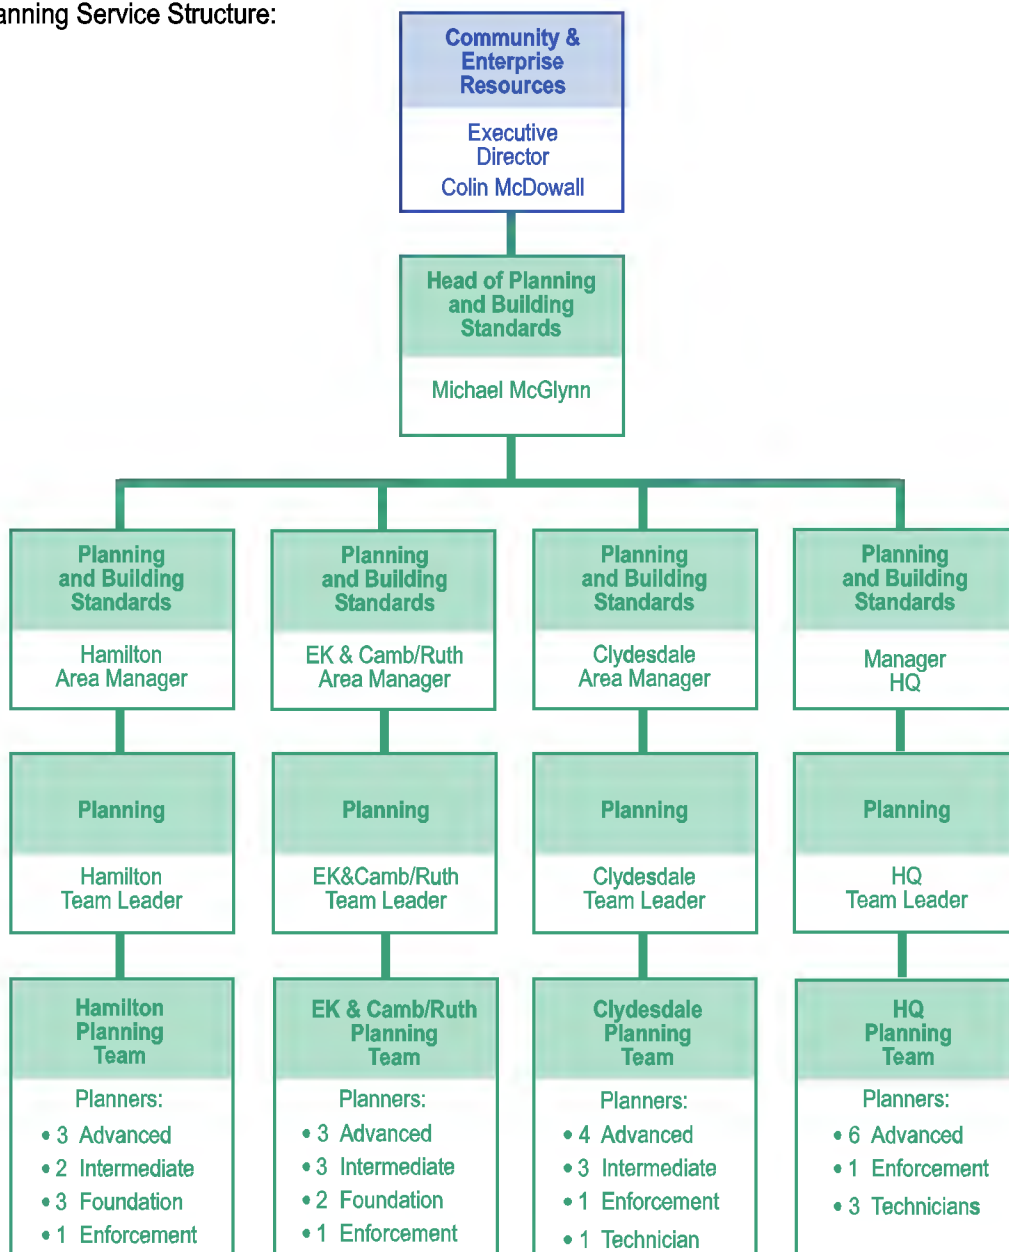 anning Service Structure:
Community &
Enterprise
Resources
Executive
Director
Colin McDowall
Head of Planning
and Building
Standards
Michael McGlynn
Planning
and Building
Standards
Hamilton
Area Manager
Planning
and Building
Standards
EK & Camb/Ruth
Area Manager
Planning
and Building
Standards
Clydesdale
Area Manager
Planning
and Building
Standards
Manager
HQ
Planning
Hamilton
Team Leader
Planning
EK&Camb/Ruth
Team Leader
Planning
Clydesdale
Team Leader
Planning
HQ
Team Leader
Hamilton
Planning
Team
Planners:
• 3 Advanced
• 2 Intermediate
• 3 Foundation
• 1 Enforcement
EK & Camb/Ruth
Planning
Team
Planners:
• 3 Advanced
• 3 Intermediate
• 2 Foundation
• 1 Enforcement
Clydesdale
Planning
Team
Planners:
• 4 Advanced
• 3 Intermediate
• 1 Enforcement
• 1 Technician
HQ
Planning
Team
Planners:
• 6 Advanced
• 1 Enforcement
• 3 Technicians